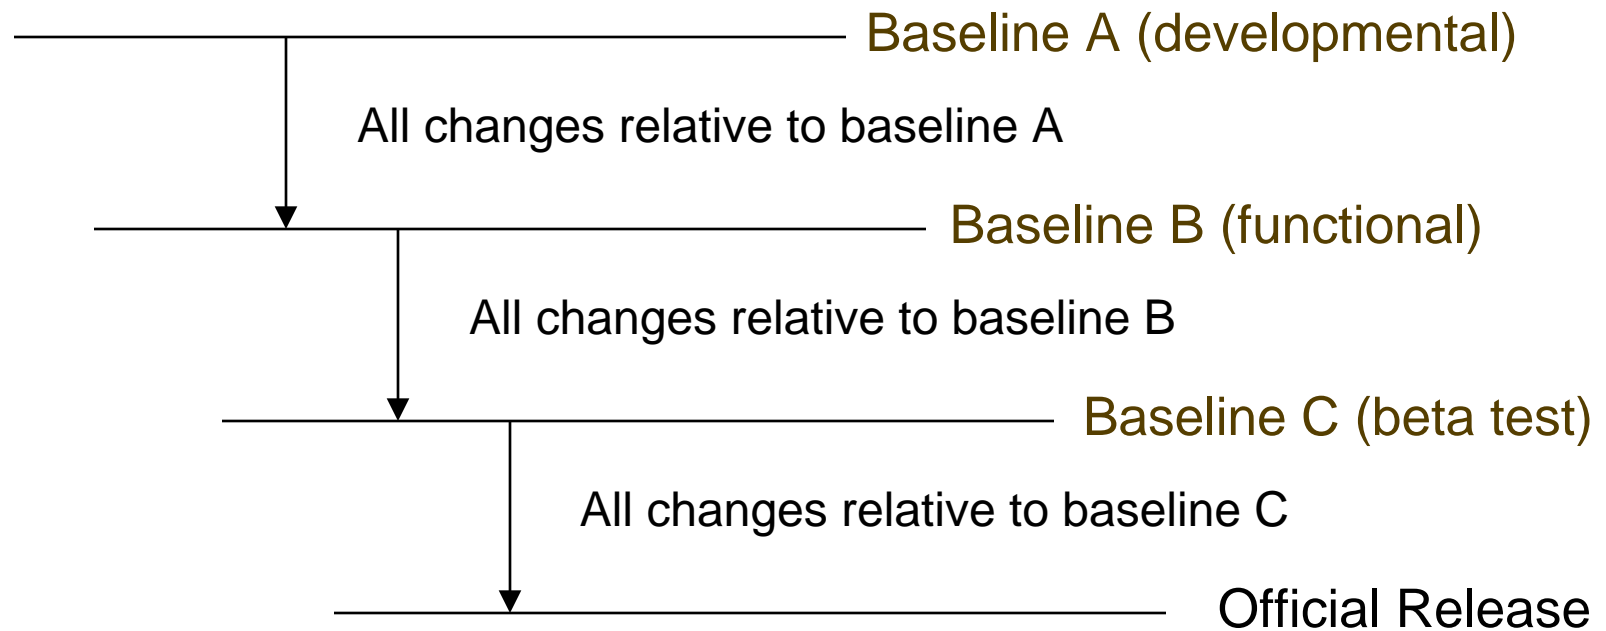 Baseline A (developmental)
All changes relative to baseline A
Baseline B (functional)
All changes relative to baseline B
Baseline C (beta test)
All changes relative to baseline C
Official Release